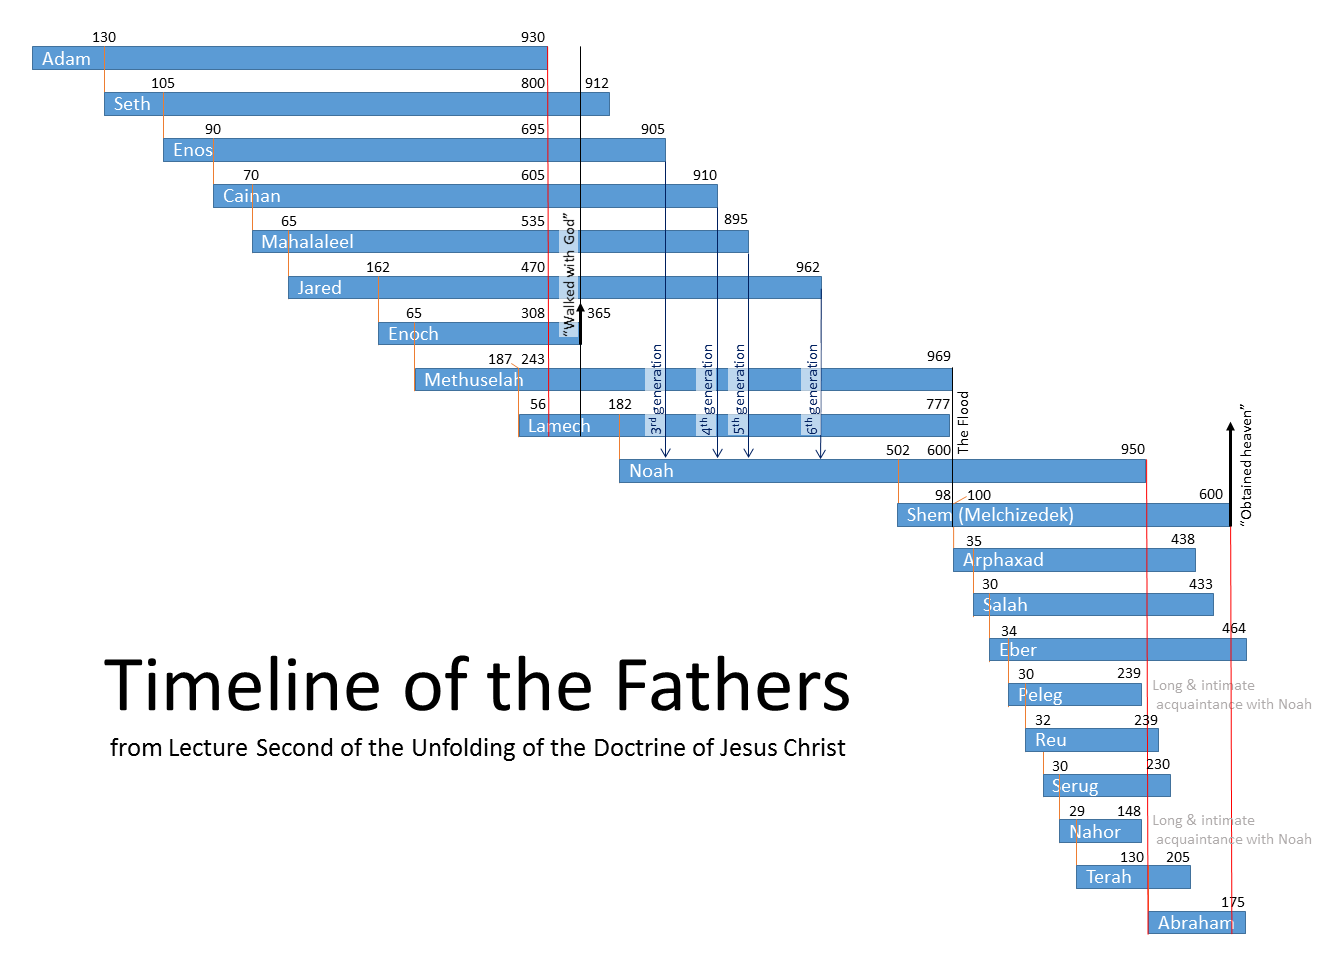 130 930
Adam
105 800 912
Seth
90 695 905
Enos
70 605 910
Cainan
65 535 895
Mahalaleel
"Walked with God"
162 470 962
Jared
65 308 365
Enoch
187 243 969
Methuselah
3rd generation
4th generation
5th generation
6th generation
The Flood
56 182 777
Lamech
502 600 950
Noah
"Obtained heaven"
98 100 600
Shem (Melchizedek)
35 438
Arphaxad
30 433
Salah
34 464
Eber
30 239
Peleg
Long & intimate
acquaintance with Noah
32 239
Reu
30 230
Serug
29 148
Nahor
Long & intimate
acquaintance with Noah
130 205
Terah
175
Abraham
Timeline of the Fathers
from Lecture Second of the Unfolding of the Doctrine of Jesus Christ